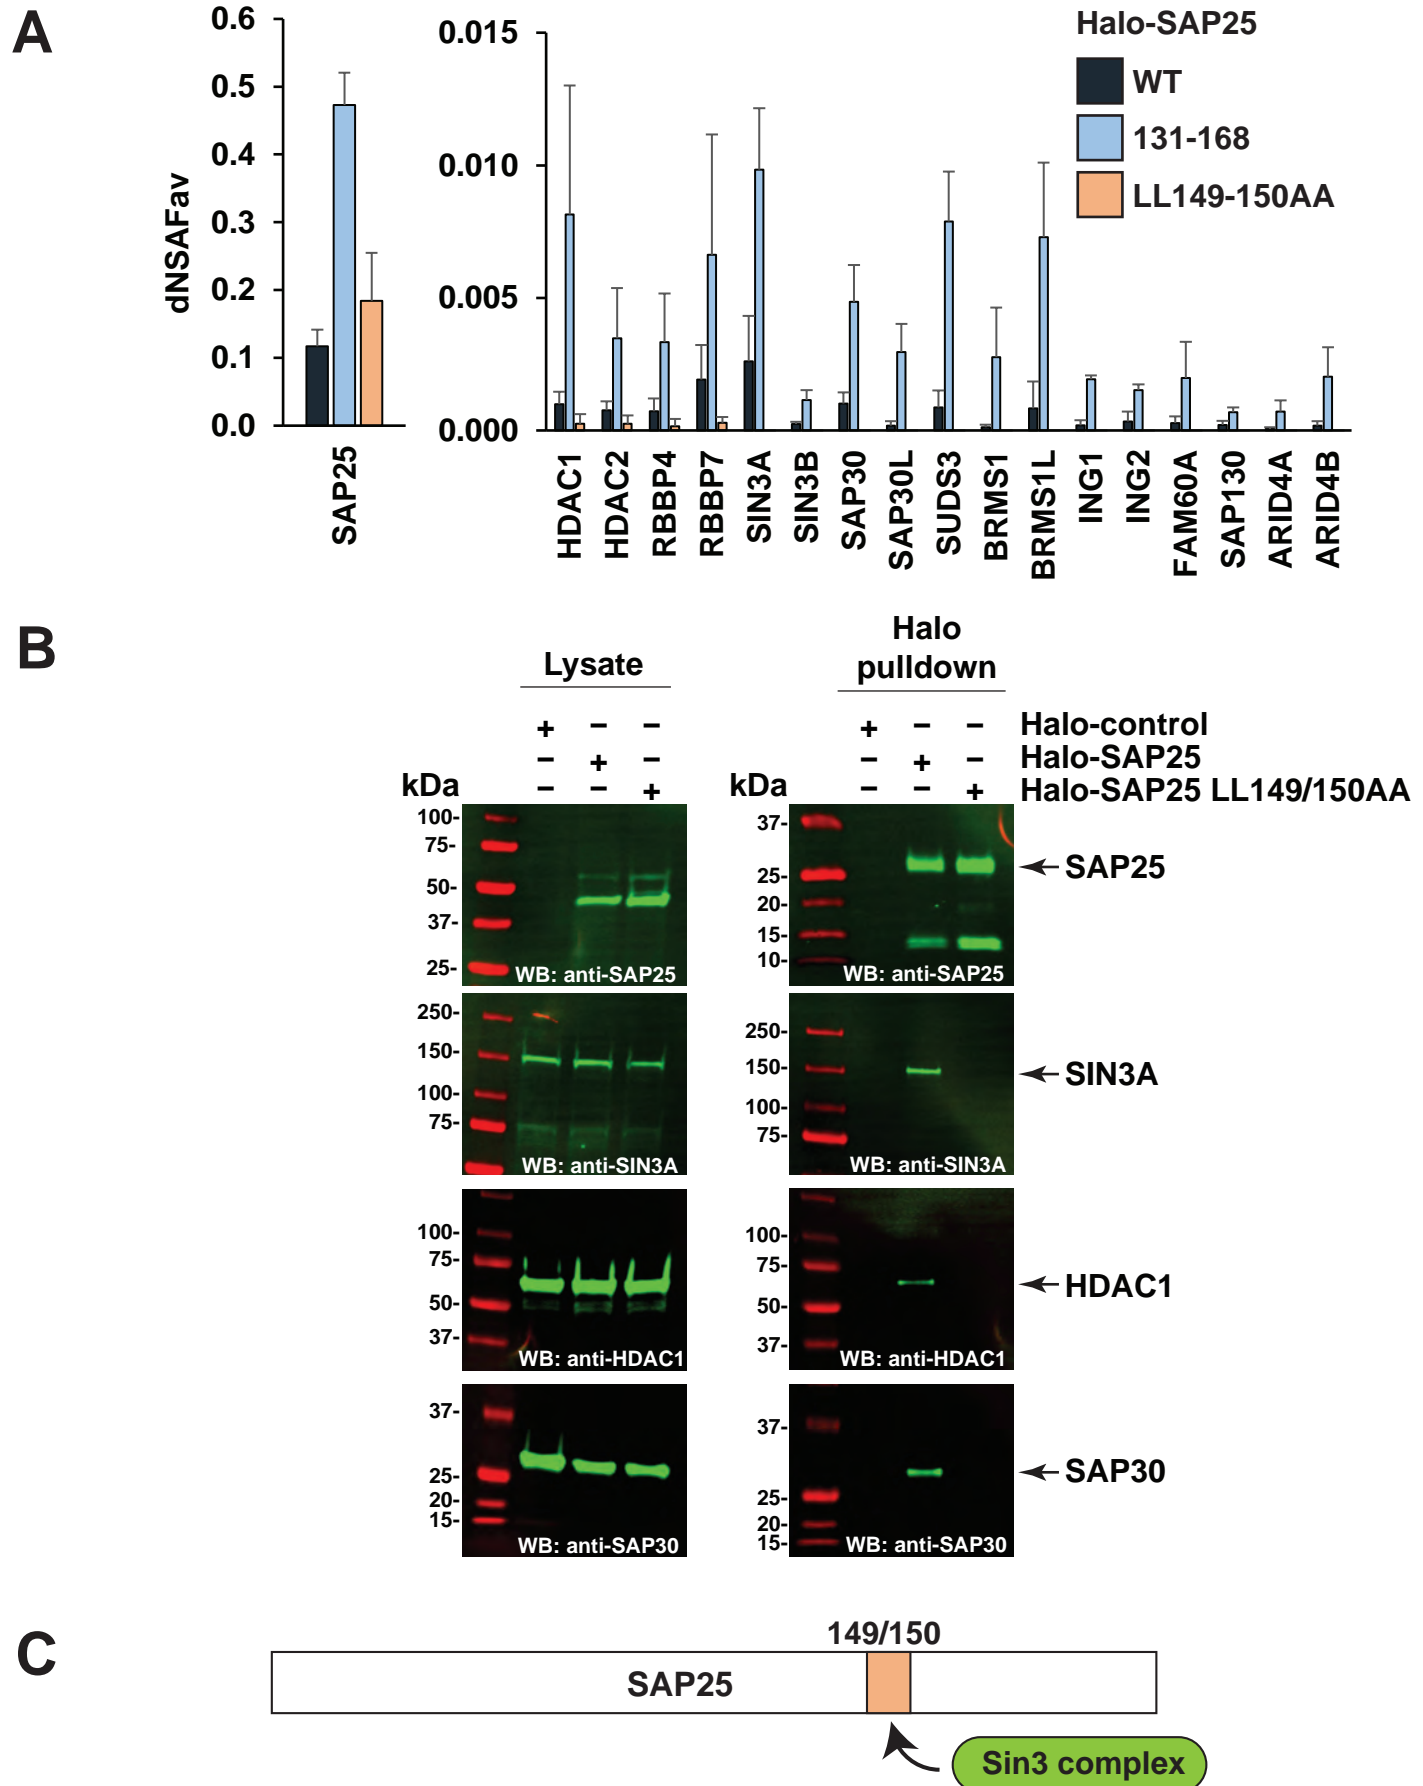 A
0.6
0.5
0.4
0.3
0.2
0.1
0.0
dNSAFav
SAP25
0.015
0.010
0.005
0.000
HDAC1
HDAC2
RBBP4
RBBP7
SIN3A
SIN3B
SAP30
SAP30L
SUDS3
BRMS1
BRMS1L
ING1
ING2
FAM60A
SAP130
ARID4A
ARID4B
Halo-SAP25
WT
131-168
LL149-150AA
B
Lysate
Halo
pulldown
+ − − + − − Halo-control
− + − − + − Halo-SAP25
− − + − − + Halo-SAP25 LL149/150AA
kDa
100-
75-
50-
37-
25-
WB: anti-SAP25
kDa
37-
25-
20-
15-
10-
WB: anti-SAP25
SAP25
250-
150-
100-
75-
WB: anti-SIN3A
250-
150-
100-
75-
WB: anti-SIN3A
SIN3A
100-
75-
50-
37-
WB: anti-HDAC1
100-
75-
50-
37-
WB: anti-HDAC1
HDAC1
37-
25-
20-
15-
WB: anti-SAP30
37-
25-
20-
15-
WB: anti-SAP30
SAP30
C
149/150
SAP25
Sin3 complex